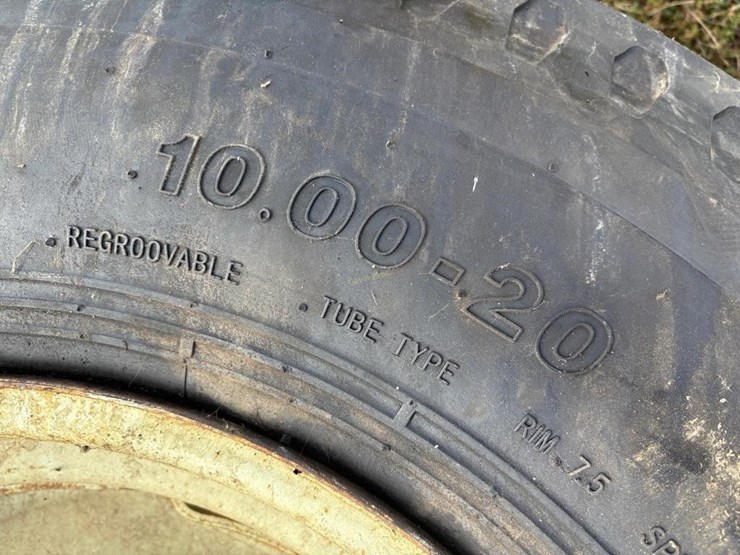 10.00-20
REGROOVABLE
TUBE TYPE
RIM 7.5